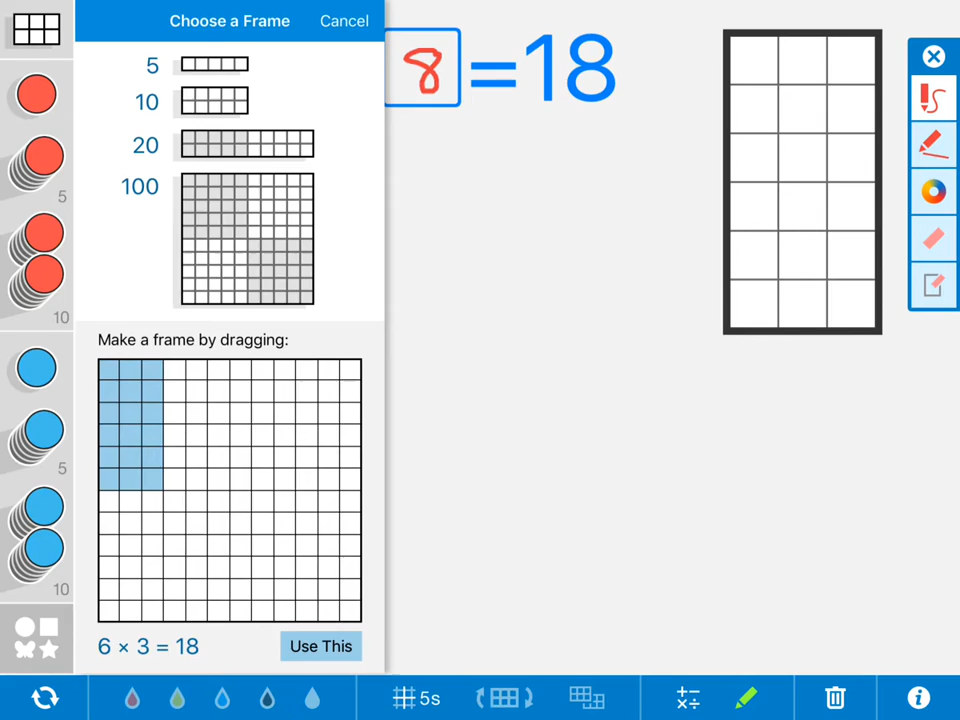 Choose a Frame Cancel
5
10
20
100
8 =18
5
10
5
10
Make a frame by dragging:
6 × 3 = 18 Use This
5s
+-
×÷
i